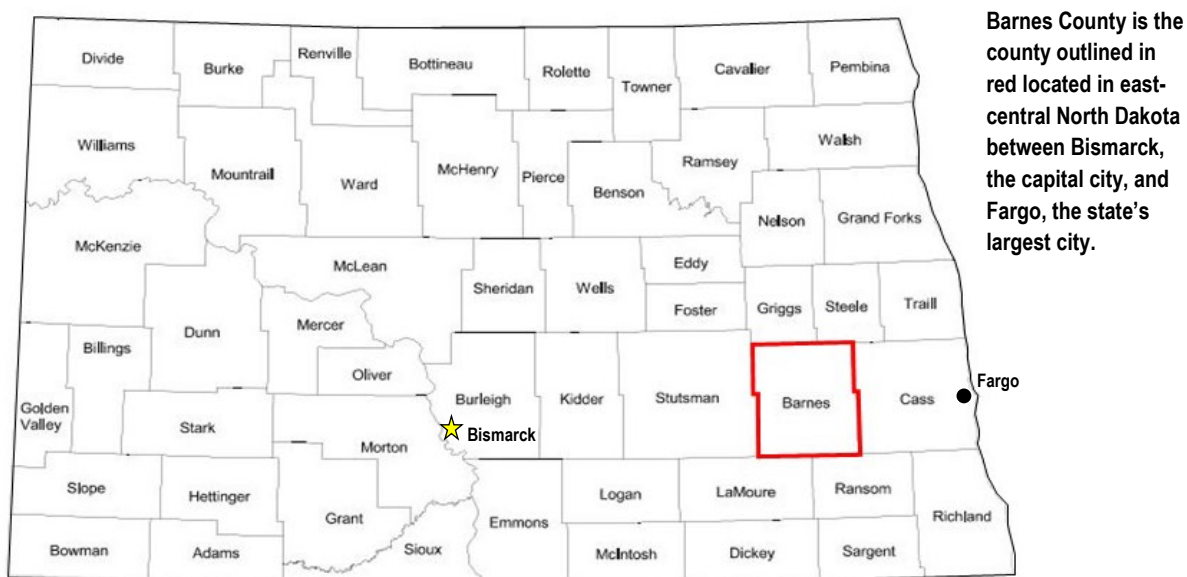 Divide
Burke
Renville
Bottineau
Rolette
Towner
Cavalier
Pembina
Williams
Mountrail
Ward
McHenry
Pierce
Benson
Ramsey
Walsh
Nelson
Grand Forks
McKenzie
McLean
Sheridan
Wells
Eddy
Foster
Griggs
Steele
Traill
Dunn
Mercer
Billings
Oliver
Burleigh
Kidder
Stutsman
Barnes
Cass
Fargo
Golden
Valley
Stark
Morton
Bismarck
Slope
Hettinger
Grant
Emmons
Logan
LaMoure
Ransom
Richland
Bowman
Adams
Sioux
McIntosh
Dickey
Sargent
Barnes County is the
county outlined in
red located in east-
central North Dakota
between Bismarck,
the capital city, and
Fargo, the state’s
largest city.